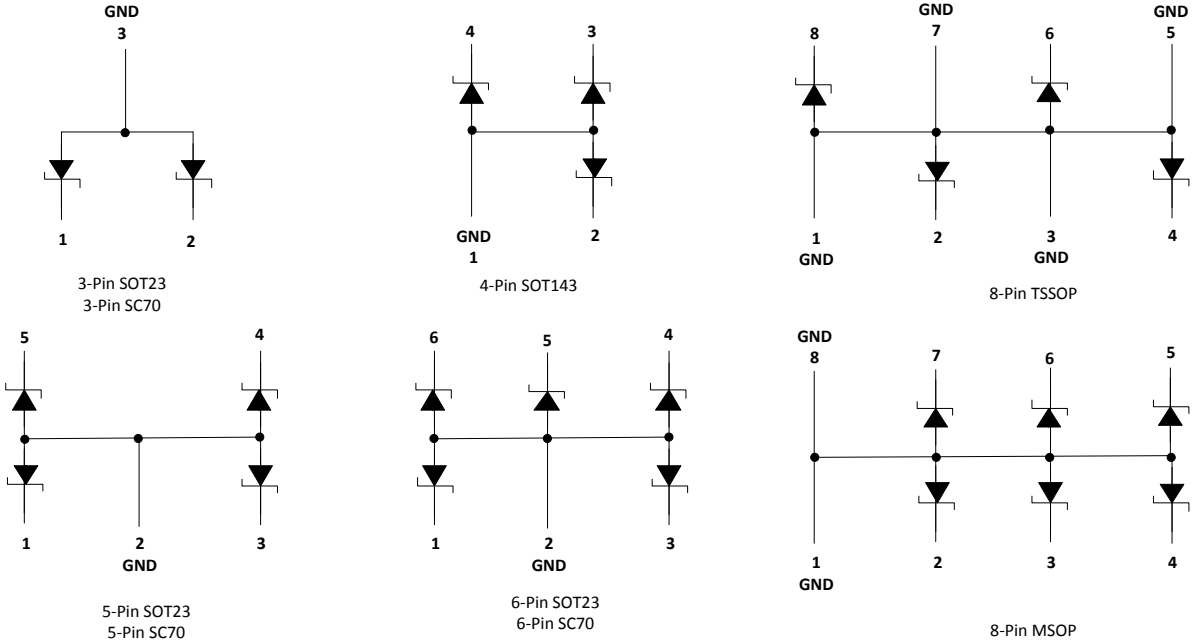 GND
3
1 2
3-Pin SOT23
3-Pin SC70
4 3
GND
1
2
4-Pin SOT143
GND GND
8 7 6 5
1 2 3 4
GND GND
8-Pin TSSOP
5 4
1 2 3
GND
5-Pin SOT23
5-Pin SC70
6 5 4
1 2 3
GND
6-Pin SOT23
6-Pin SC70
GND
8 7 6 5
1 2 3 4
GND
8-Pin MSOP